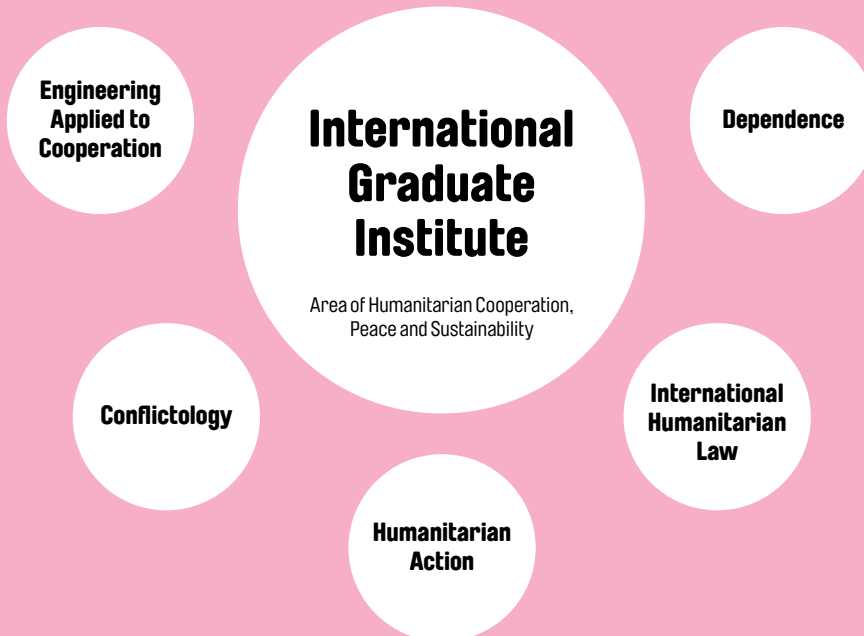 Engineering
Applied to
Cooperation
International
Graduate
Institute
Area of Humanitarian Cooperation,
Peace and Sustainability
Dependence
Conflictology
International
Humanitarian
Law
Humanitarian
Action